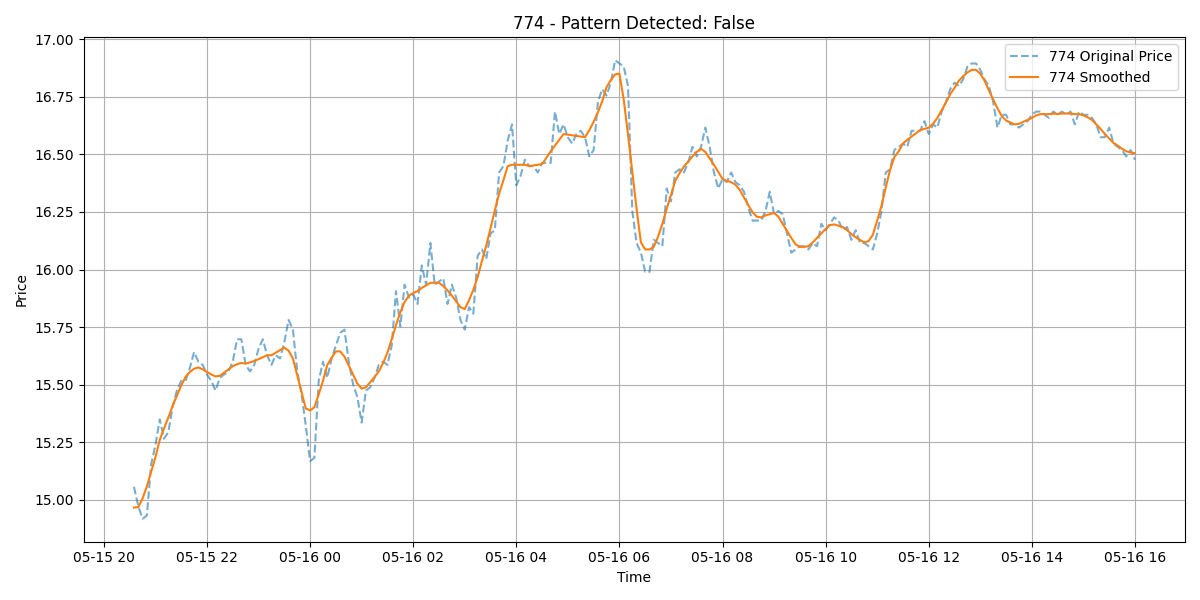 774 - Pattern Detected: False
774 Original Price
774 Smoothed
Price
17.00
16.75
16.50
16.25
16.00
15.75
15.50
15.25
15.00
05-15 20 05-15 22 05-16 00 05-16 02 05-16 04 05-16 06 05-16 08 05-16 10 05-16 12 05-16 14 05-16 16
Time